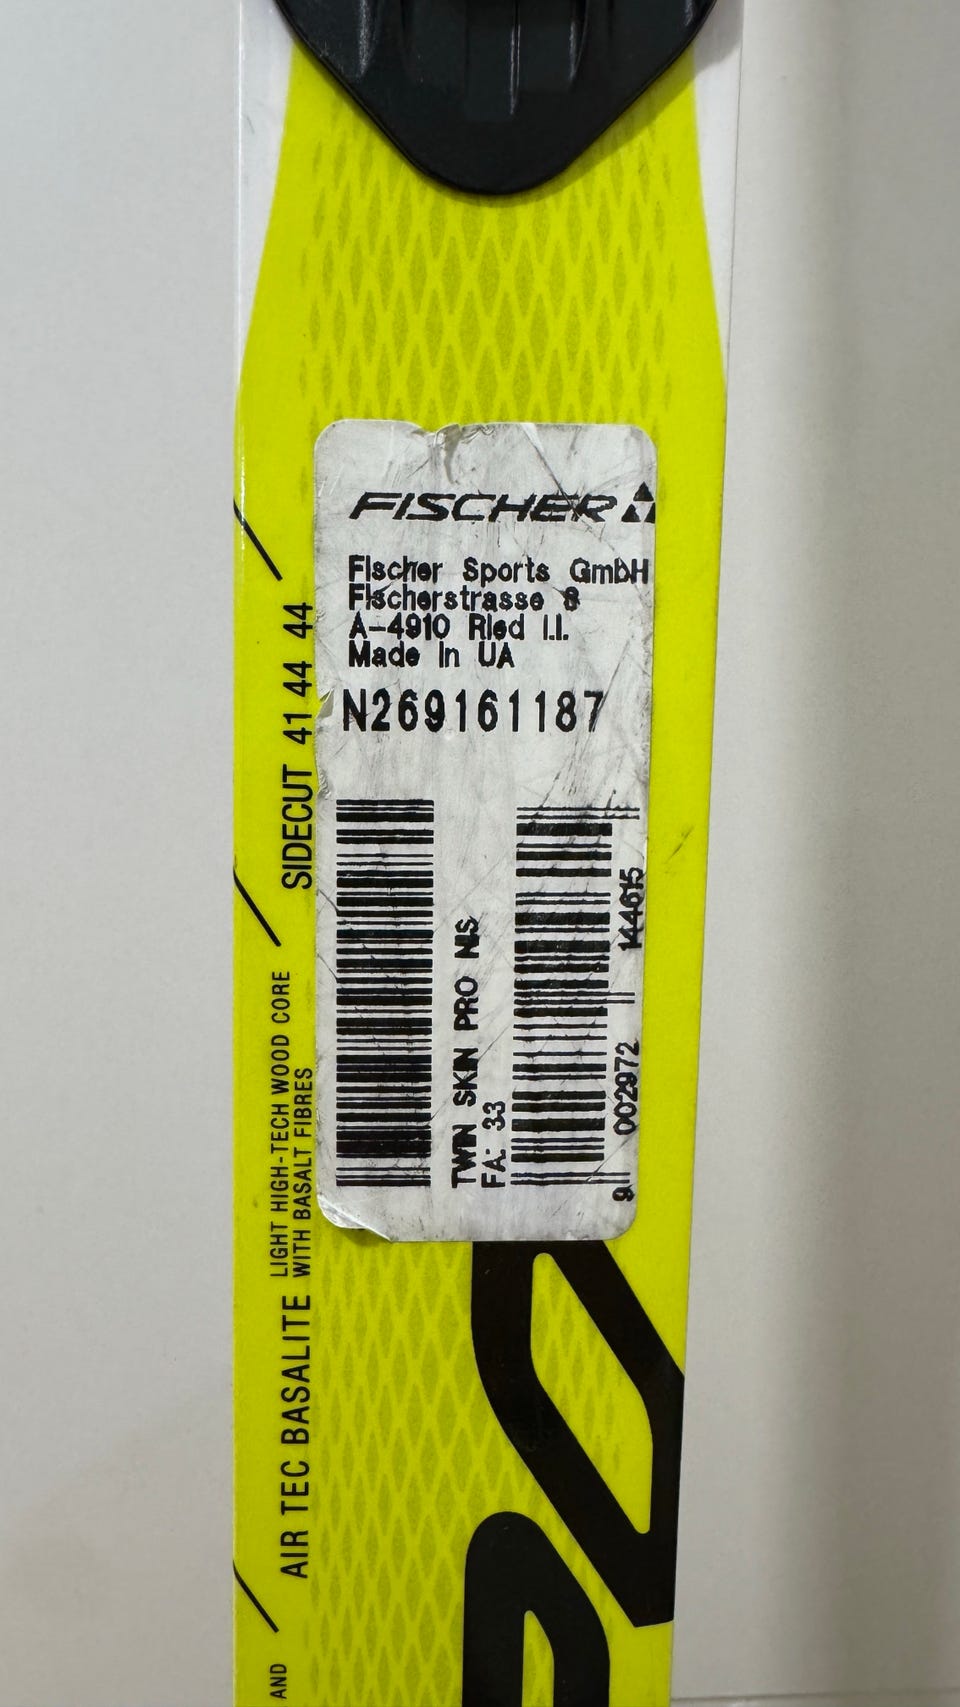 FISCHER
Fischer Sports GmbH
Fischerstrasse 8
A-4910 Ried i.I.
Made in UA
N269161187
TWIN SKIN PRO NIS
FA: 33
9 002972 144615
SIDECUT 41 44 44
LIGHT HIGH-TECH WOOD CORE
WITH BASALT FIBRES
AIR TEC BASALITE
AND